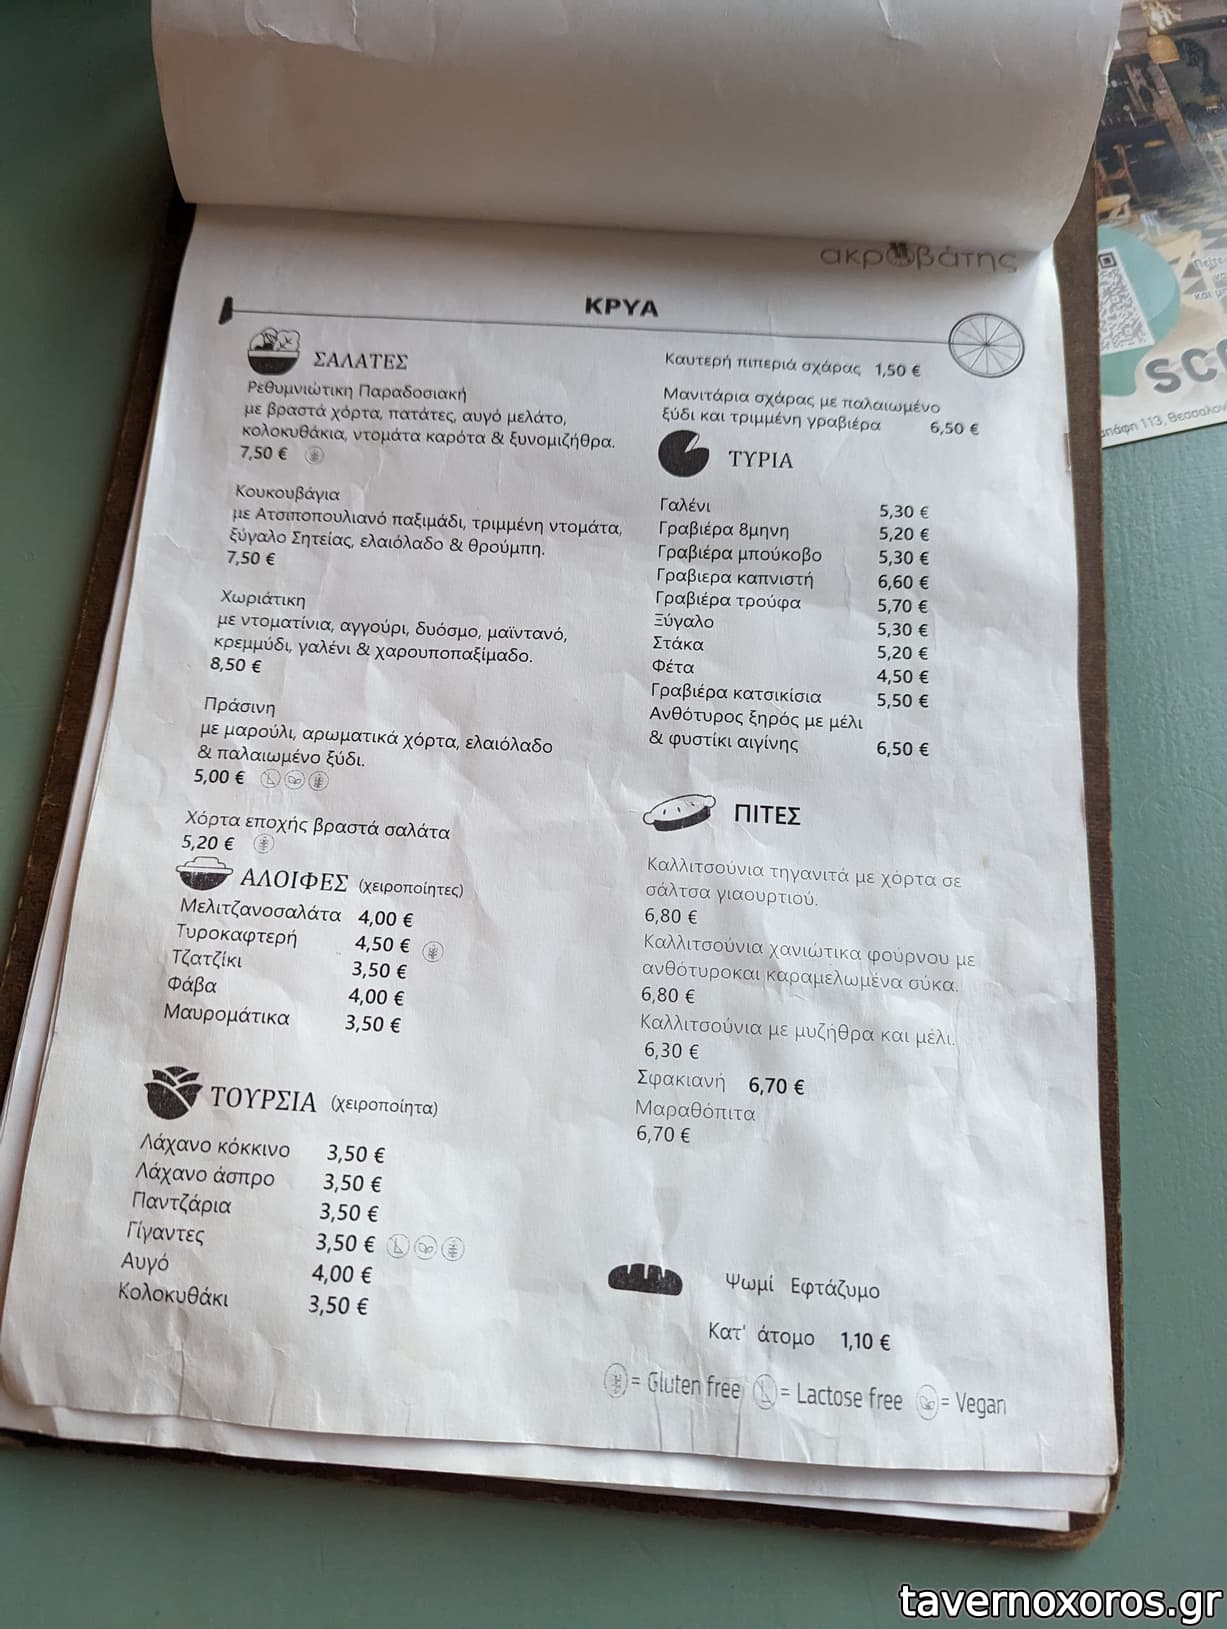 ακροβάτης
ΚΡΥΑ
ΣΑΛΑΤΕΣ
Ρεθυμνιώτικη Παραδοσιακή
με βραστά χόρτα, πατάτες, αυγό μελάτο,
κολοκυθάκια, ντομάτα καρότα & ξυνομιζήθρα.
7,50 €
Κουκουβάγια
με Ατσιποπουλιανό παξιμάδι, τριμμένη ντομάτα,
ξύγαλο Σητείας, ελαιόλαδο & θρούμπη.
7,50 €
Χωριάτικη
με ντοματίνια, αγγούρι, δυόσμο, μαϊντανό,
κρεμμύδι, γαλένι & χαρουποπαξίμαδο.
8,50 €
Πράσινη
με μαρούλι, αρωματικά χόρτα, ελαιόλαδο
& παλαιωμένο ξύδι.
5,00 €
Χόρτα εποχής βραστά σαλάτα
5,20 €
ΑΛΟΙΦΕΣ (χειροποίητες)
Μελιτζανοσαλάτα 4,00 €
Τυροκαφτερή 4,50 €
Τζατζίκι 3,50 €
Φάβα 4,00 €
Μαυρομάτικα 3,50 €
ΤΟΥΡΣΙΑ (χειροποίητα)
Λάχανο κόκκινο 3,50 €
Λάχανο άσπρο 3,50 €
Παντζάρια 3,50 €
Γίγαντες 3,50 €
Αυγό 4,00 €
Κολοκυθάκι 3,50 €
Καυτερή πιπεριά σχάρας 1,50 €
Μανιτάρια σχάρας με παλαιωμένο
ξύδι και τριμμένη γραβιέρα 6,50 €
ΤΥΡΙΑ
Γαλένι 5,30 €
Γραβιέρα 8μηνη 5,20 €
Γραβιέρα μπούκοβο 5,30 €
Γραβιερα καπνιστή 6,60 €
Γραβιέρα τρούφα 5,70 €
Ξύγαλο 5,30 €
Στάκα 5,20 €
Φέτα 4,50 €
Γραβιέρα κατσικίσια 5,50 €
Ανθότυρος ξηρός με μέλι
& φυστίκι αιγίνης 6,50 €
ΠΙΤΕΣ
Καλλιτσούνια τηγανιτά με χόρτα σε
σάλτσα γιαουρτιού.
6,80 €
Καλλιτσούνια χανιώτικα φούρνου με
ανθότυροκαι καραμελωμένα σύκα.
6,80 €
Καλλιτσούνια με μυζήθρα και μέλι.
6,30 €
Σφακιανή 6,70 €
Μαραθόπιτα
6,70 €
Ψωμί Εφτάζυμο
Κατ' άτομο 1,10 €
= Gluten free = Lactose free = Vegan
Πείτε
και
SC
113, Θεσσαλον
tavernoxoros.gr